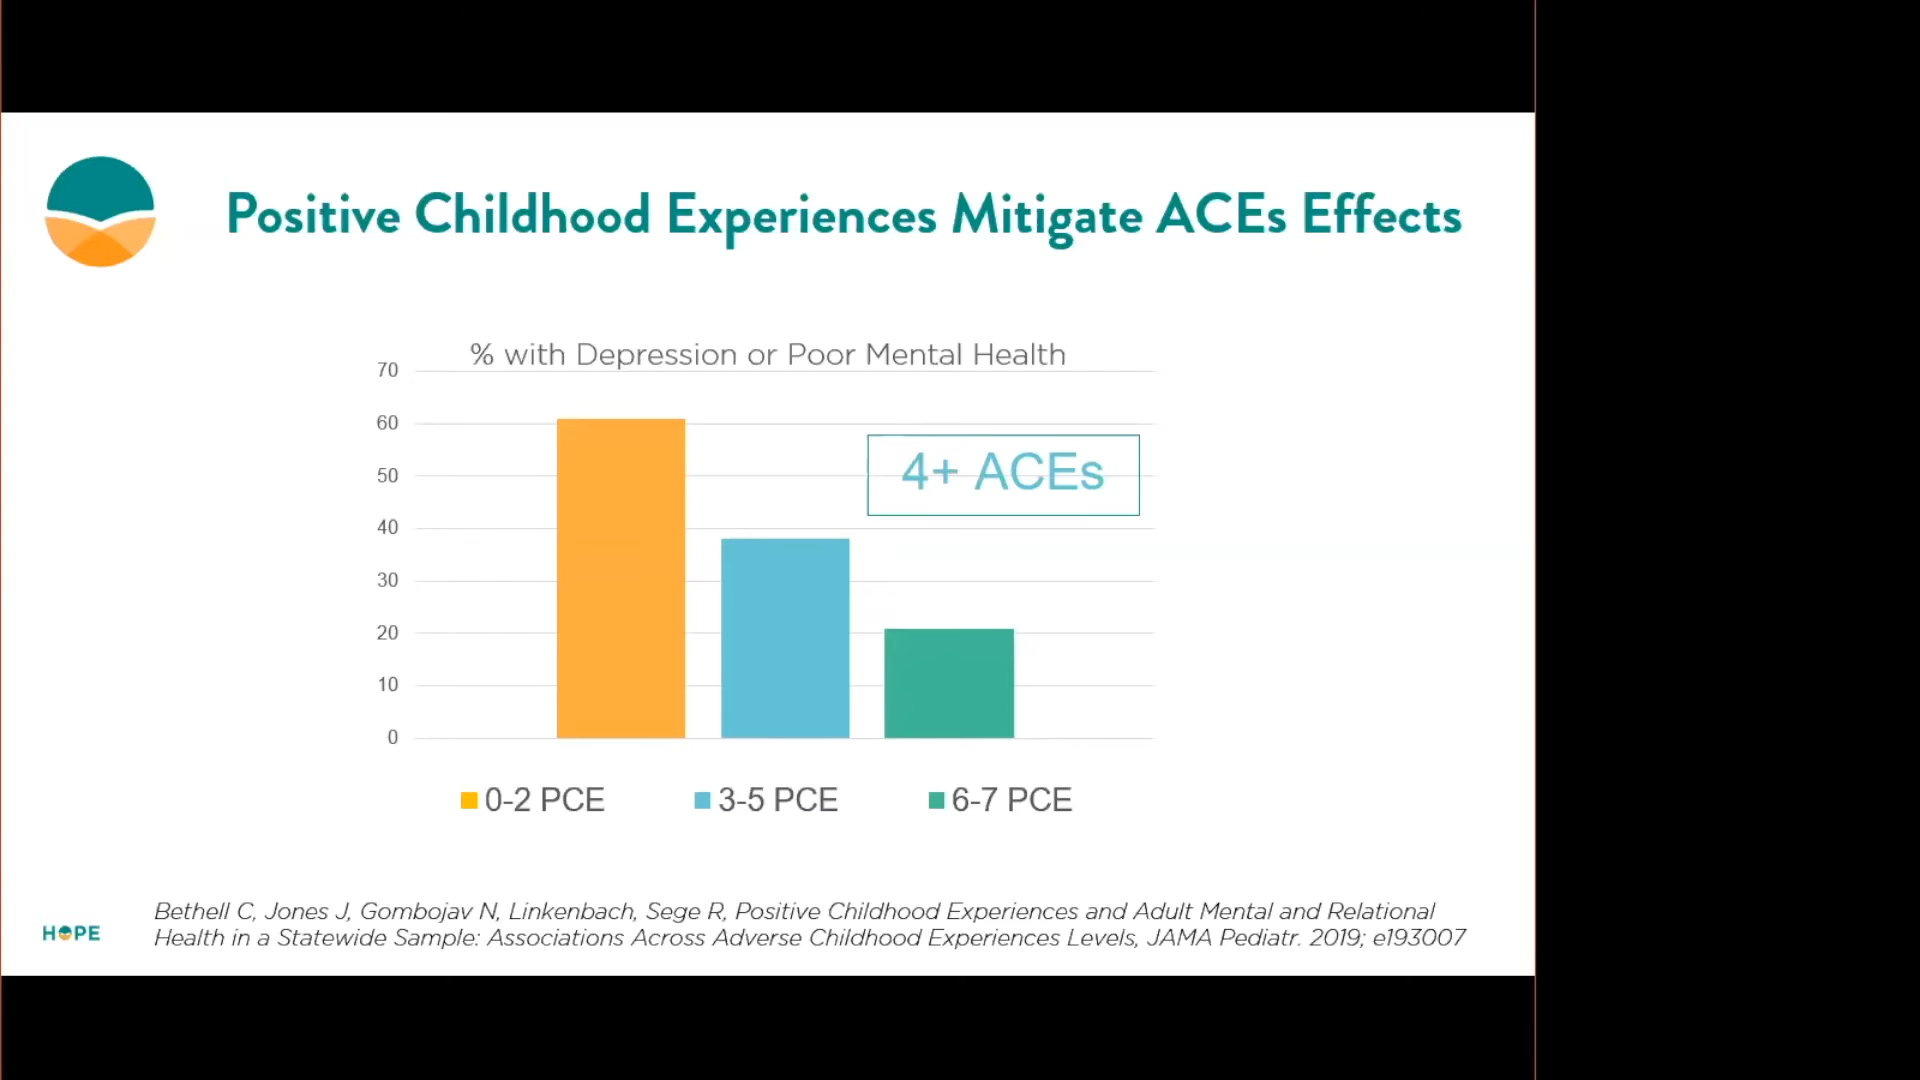 Positive Childhood Experiences Mitigate ACEs Effects
% with Depression or Poor Mental Health
70
60
50
40
30
20
10
0
4+ ACEs
0-2 PCE
3-5 PCE
6-7 PCE
Bethell C, Jones J, Gombojav N, Linkenbach, Sege R, Positive Childhood Experiences and Adult Mental and Relational
Health in a Statewide Sample: Associations Across Adverse Childhood Experiences Levels, JAMA Pediatr. 2019; e193007
HOPE